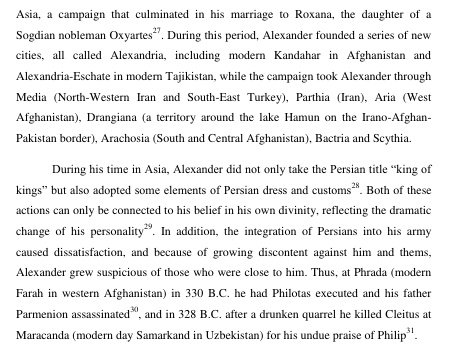 Asia, a campaign that culminated in his marriage to Roxana, the daughter of a
Sogdian nobleman Oxyartes27. During this period, Alexander founded a series of new
cities, all called Alexandria, including modern Kandahar in Afghanistan and
Alexandria-Eschate in modern Tajikistan, while the campaign took Alexander through
Media (North-Western Iran and South-East Turkey), Parthia (Iran), Aria (West
Afghanistan), Drangiana (a territory around the lake Hamun on the Irano-Afghan-
Pakistan border), Arachosia (South and Central Afghanistan), Bactria and Scythia.
During his time in Asia, Alexander did not only take the Persian title “king of
kings” but also adopted some elements of Persian dress and customs28. Both of these
actions can only be connected to his belief in his own divinity, reflecting the dramatic
change of his personality29. In addition, the integration of Persians into his army
caused dissatisfaction, and because of growing discontent against him and thems,
Alexander grew suspicious of those who were close to him. Thus, at Phrada (modern
Farah in western Afghanistan) in 330 B.C. he had Philotas executed and his father
Parmenion assassinated30, and in 328 B.C. after a drunken quarrel he killed Cleitus at
Maracanda (modern day Samarkand in Uzbekistan) for his undue praise of Philip31.